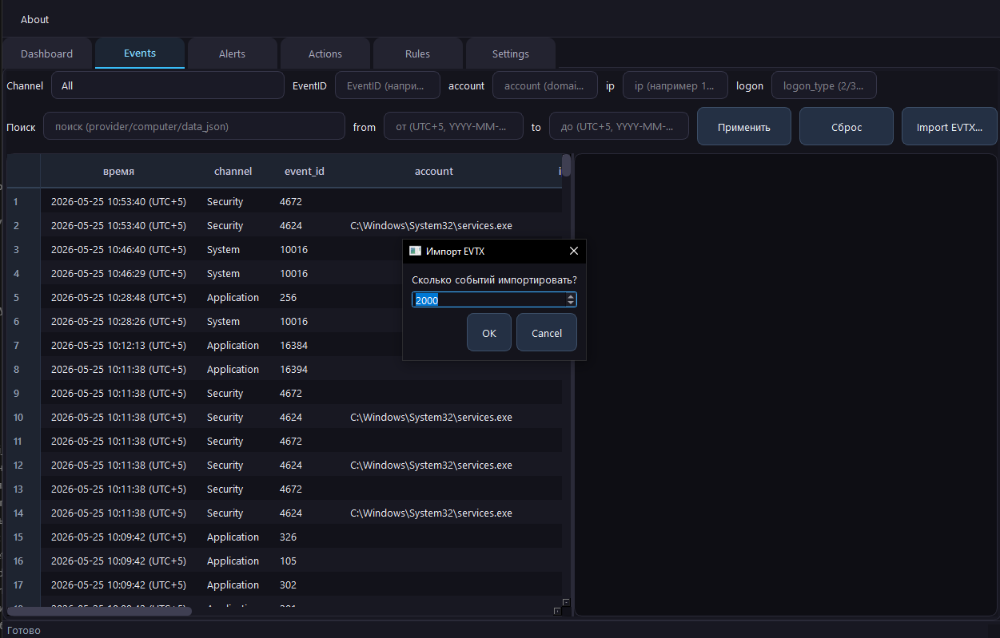 About
Dashboard Events Alerts Actions Rules Settings
Channel All EventID EventID (напри... account account (domai... ip ip (например 1... logon logon_type (2/3...
Поиск поиск (provider/computer/data_json) from от (UTC+5, YYYY-MM-... to до (UTC+5, YYYY-MM-... Применить Сброс Import EVTX...
время channel event_id account
1 2026-05-25 10:53:40 (UTC+5) Security 4672
2 2026-05-25 10:53:40 (UTC+5) Security 4624 C:\Windows\System32\services.exe
3 2026-05-25 10:46:40 (UTC+5) System 10016
4 2026-05-25 10:46:29 (UTC+5) System 10016
5 2026-05-25 10:28:48 (UTC+5) Application 256
6 2026-05-25 10:28:26 (UTC+5) System 10016
7 2026-05-25 10:12:13 (UTC+5) Application 16384
8 2026-05-25 10:11:38 (UTC+5) Application 16394
9 2026-05-25 10:11:38 (UTC+5) Security 4672
10 2026-05-25 10:11:38 (UTC+5) Security 4624 C:\Windows\System32\services.exe
11 2026-05-25 10:11:38 (UTC+5) Security 4672
12 2026-05-25 10:11:38 (UTC+5) Security 4624 C:\Windows\System32\services.exe
13 2026-05-25 10:11:38 (UTC+5) Security 4672
14 2026-05-25 10:11:38 (UTC+5) Security 4624 C:\Windows\System32\services.exe
15 2026-05-25 10:09:42 (UTC+5) Application 326
16 2026-05-25 10:09:42 (UTC+5) Application 105
17 2026-05-25 10:09:42 (UTC+5) Application 302
Импорт EVTX
Сколько событий импортировать?
2000
OK Cancel
Готово